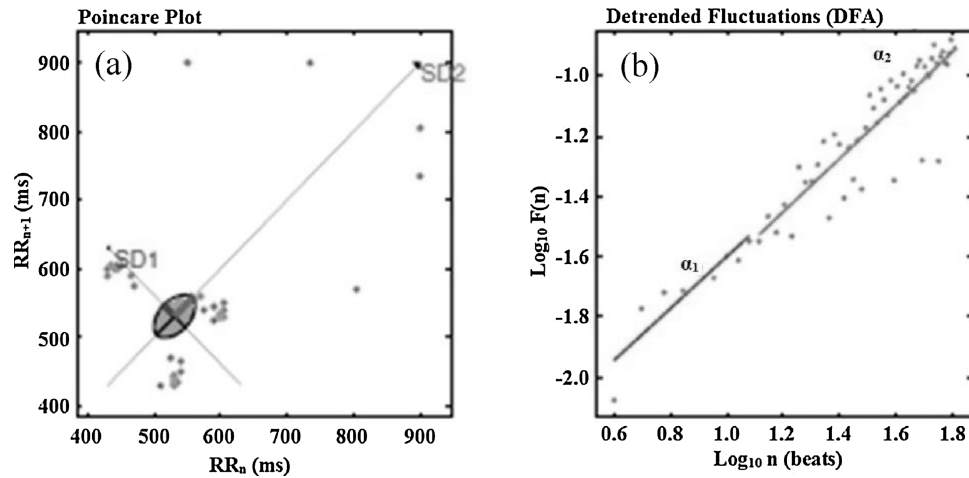 Poincare Plot
(a)
SD2
SD1
900
800
700
600
500
400
RRn+1 (ms)
400 500 600 700 800 900
RRn (ms)
Detrended Fluctuations (DFA)
(b)
α2
α1
-1.0
-1.2
-1.4
-1.6
-1.8
-2.0
Log10 F(n)
0.6 0.8 1.0 1.2 1.4 1.6 1.8
Log10 n (beats)